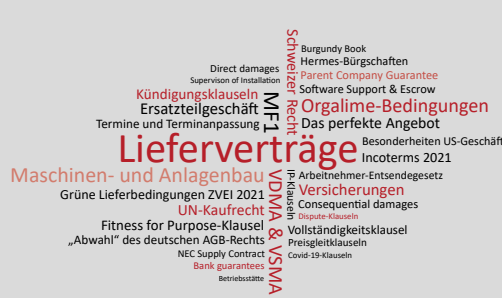 Burgundy Book
Hermes-Bürgschaften
Direct damages
Supervison of Installation
Parent Company Guarantee
Schweizer Recht
Kündigungsklauseln
Software Support & Escrow
MF1
Ersatzteilgeschäft
Orgalime-Bedingungen
Termine und Terminanpassung
Das perfekte Angebot
Lieferverträge
Besonderheiten US-Geschäft
Incoterms 2021
Maschinen- und Anlagenbau
VDMA & VSMA
IP-Klauseln
Arbeitnehmer-Entsendegesetz
Grüne Lieferbedingungen ZVEI 2021
Versicherungen
UN-Kaufrecht
Consequential damages
Dispute-Klauseln
Fitness for Purpose-Klausel
Vollständigkeitsklausel
„Abwahl“ des deutschen AGB-Rechts
Preisgleitklauseln
NEC Supply Contract
Covid-19-Klauseln
Bank guarantees
Betriebsstätte